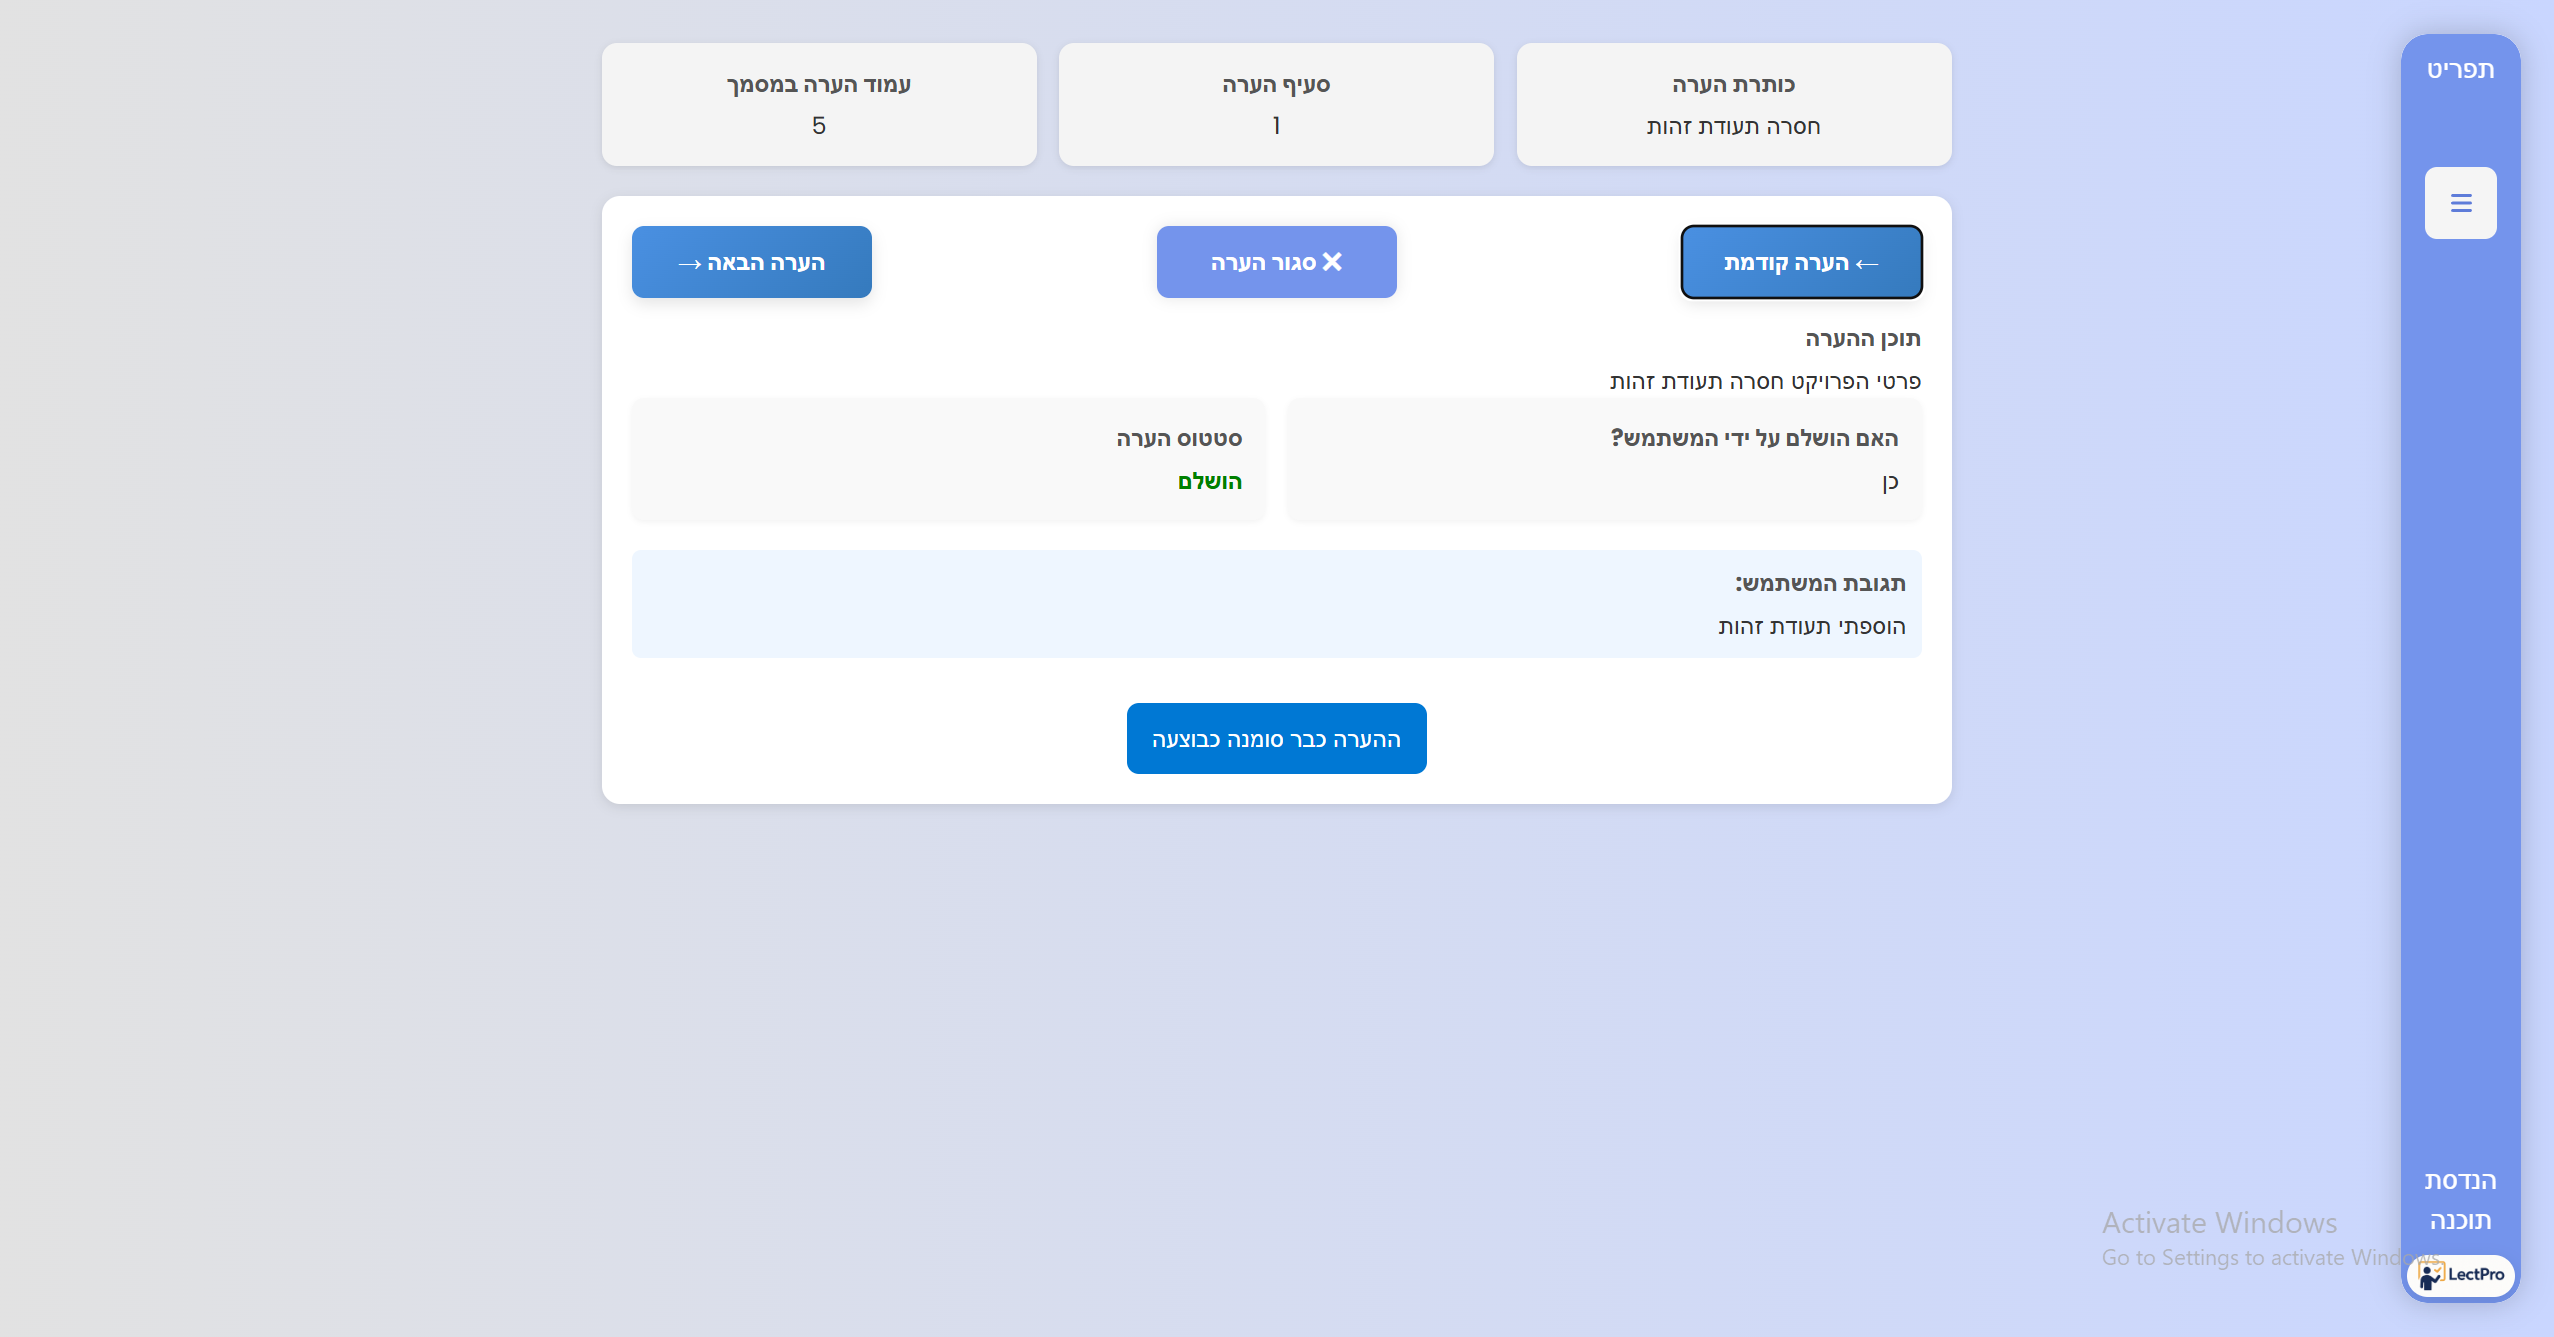 תפריט
כותרת הערה
חסרה תעודת זהות
סעיף הערה
1
עמוד הערה במסמך
5
← הערה קודמת
❌ סגור הערה
הערה הבאה →
תוכן ההערה
פרטי הפרויקט חסרה תעודת זהות
האם הושלם על ידי המשתמש?
כן
סטטוס הערה
הושלם
תגובת המשתמש:
הוספתי תעודת זהות
ההערה כבר סומנה כבוצעה
הנדסת
תוכנה
LectPro
Activate Windows
Go to Settings to activate Windows.